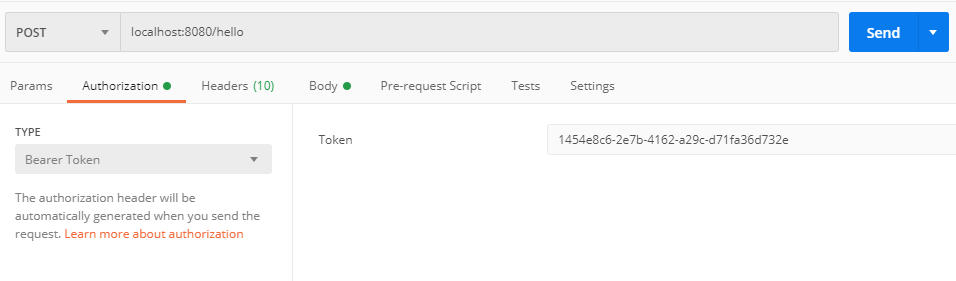 POST localhost:8080/hello Send
Params Authorization Headers (10) Body Pre-request Script Tests Settings
TYPE
Bearer Token
The authorization header will be
automatically generated when you send the
request. Learn more about authorization
Token 1454e8c6-2e7b-4162-a29c-d71fa36d732e